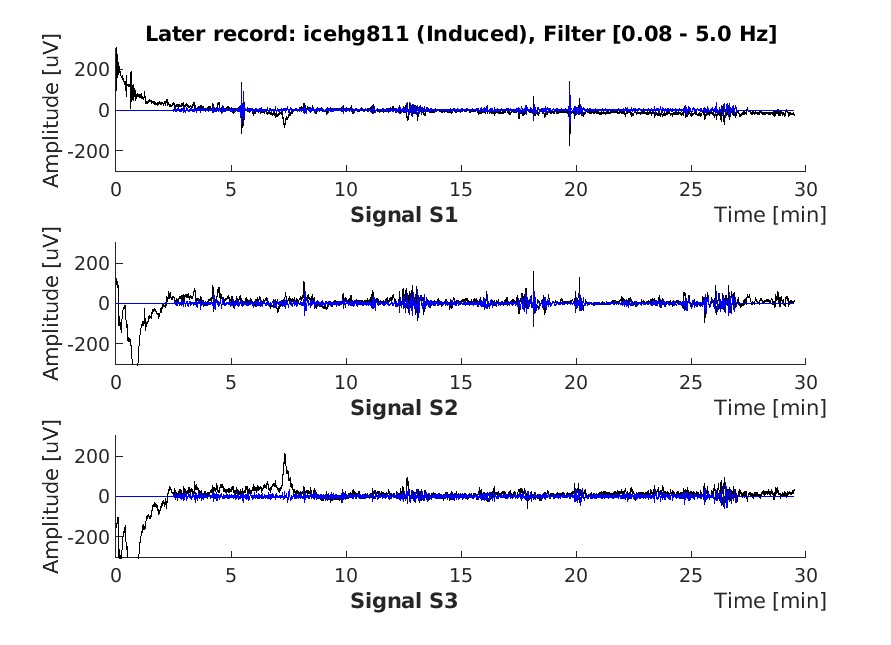 Later record: icehg811 (Induced), Filter [0.08 - 5.0 Hz]
Amplitude [uV]
200
0
-200
0 5 10 15 20 25 30
Signal S1 Time [min]
Amplitude [uV]
200
0
-200
0 5 10 15 20 25 30
Signal S2 Time [min]
Amplitude [uV]
200
0
-200
0 5 10 15 20 25 30
Signal S3 Time [min]